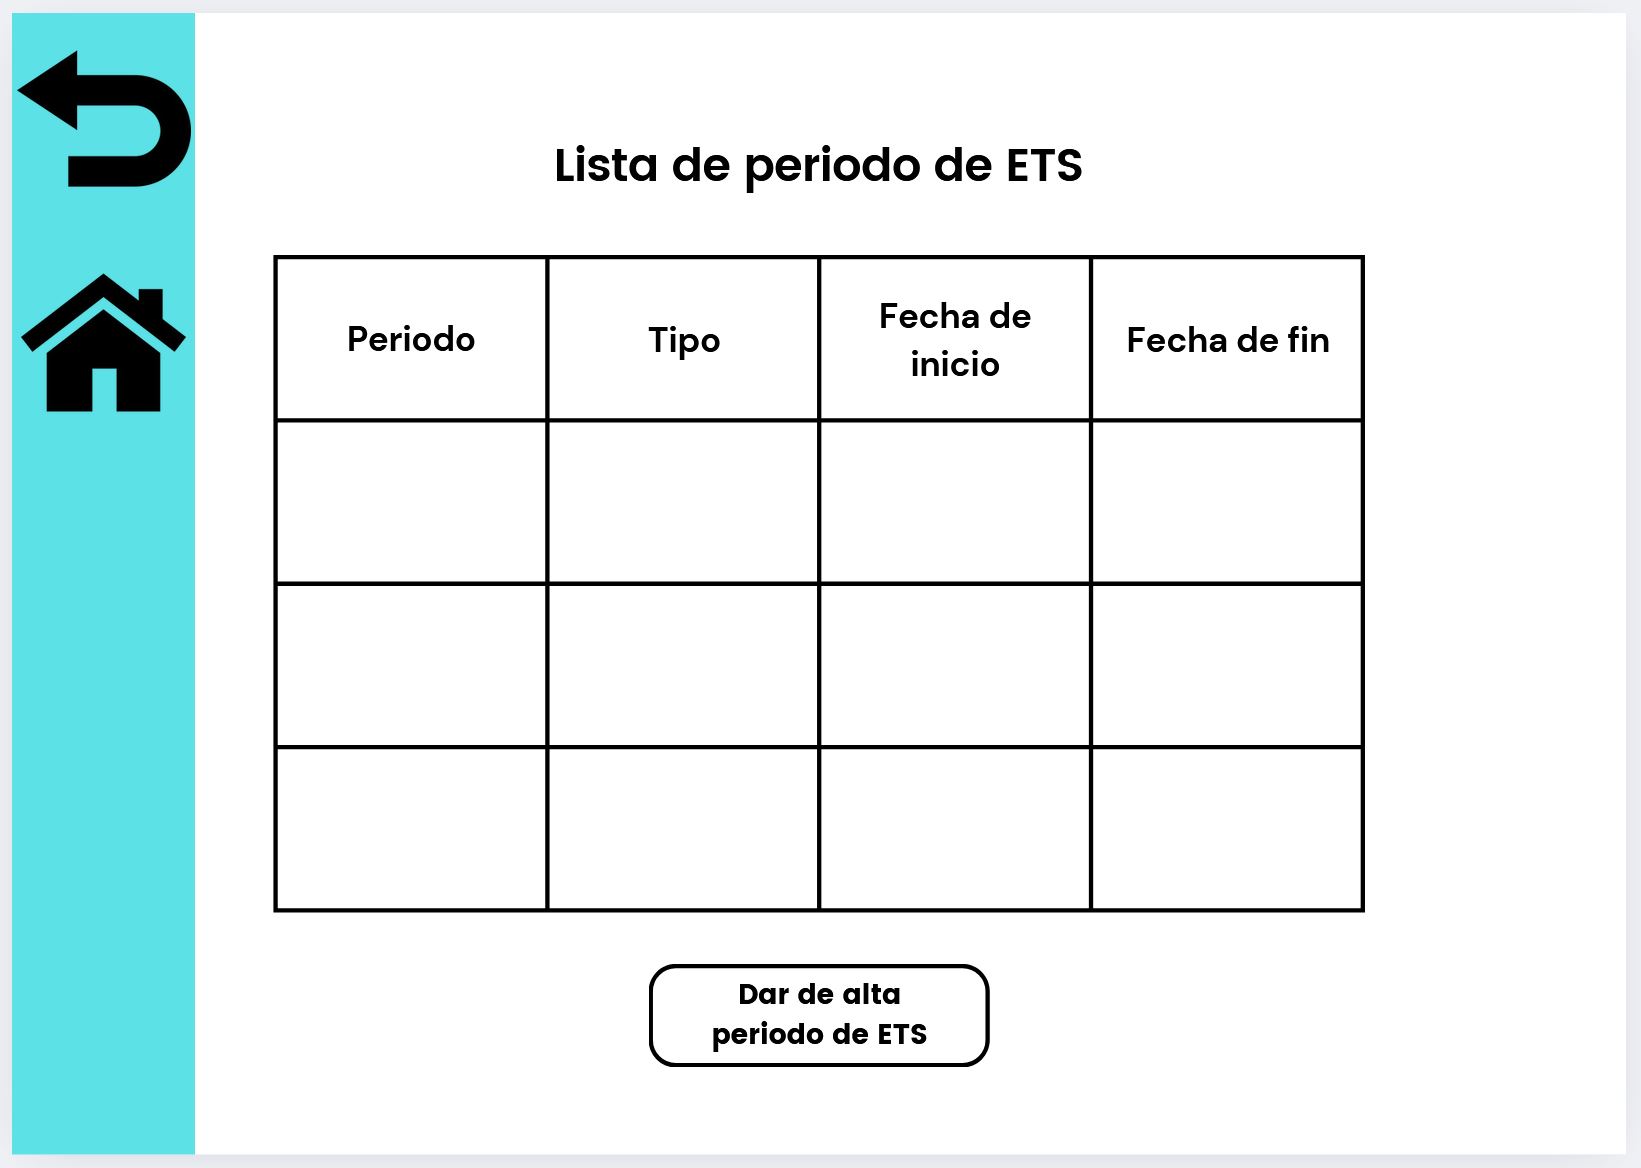 Lista de periodo de ETS
Periodo
Tipo
Fecha de
inicio
Fecha de fin
Dar de alta
periodo de ETS